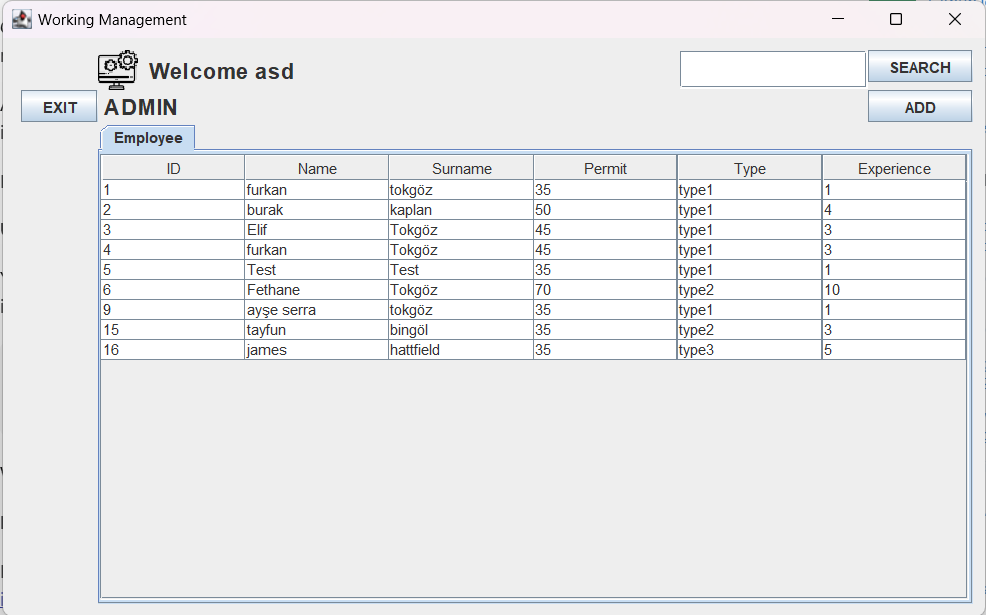 Working Management
Welcome asd
SEARCH
EXIT
ADMIN
ADD
Employee
ID Name Surname Permit Type Experience
1 furkan tokgöz 35 type1 1
2 burak kaplan 50 type1 4
3 Elif Tokgöz 45 type1 3
4 furkan Tokgöz 45 type1 3
5 Test Test 35 type1 1
6 Fethane Tokgöz 70 type2 10
9 ayşe serra tokgöz 35 type1 1
15 tayfun bingöl 35 type2 3
16 james hattfield 35 type3 5